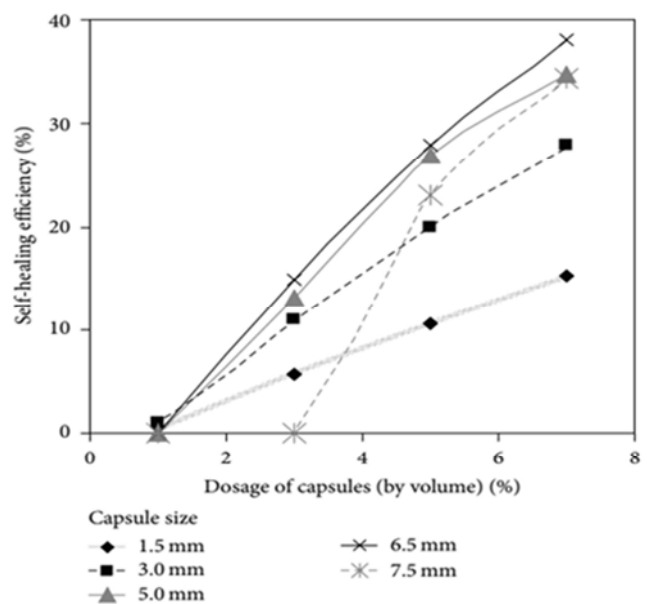 Self-healing efficiency (%)
40
30
20
10
0
0 2 4 6 8
Dosage of capsules (by volume) (%)
Capsule size
1.5 mm
3.0 mm
5.0 mm
6.5 mm
7.5 mm